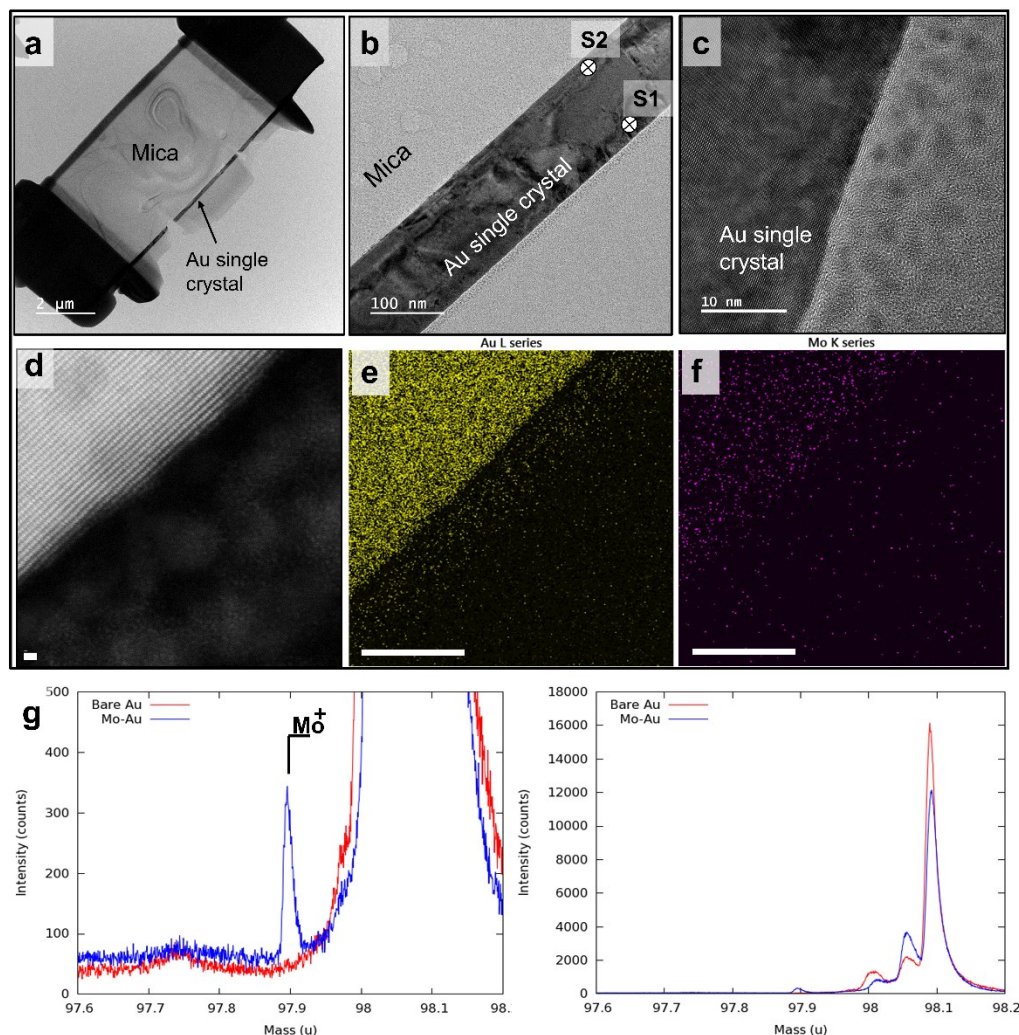 a
Mica
Au single
crystal
2 µm
b
S2
S1
Mica
Au single crystal
100 nm
c
Au single
crystal
10 nm
Au L series
Mo K series
d
e
f
g
Bare Au
Mo-Au
Mo+
Intensity (counts)
500
400
300
200
100
0
97.6
97.7
97.8
97.9
98
98.1
98.2
Mass (u)
Bare Au
Mo-Au
Intensity (counts)
18000
16000
14000
12000
10000
8000
6000
4000
2000
0
97.6
97.7
97.8
97.9
98
98.1
98.2
Mass (u)